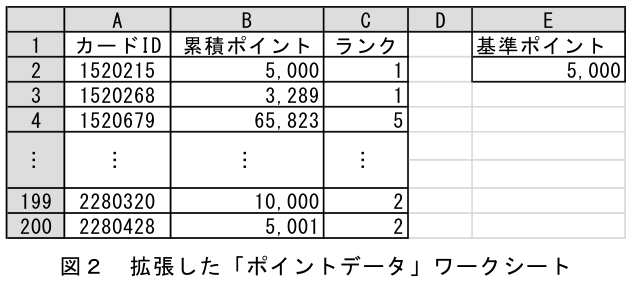 A B C D E
1 カードID 累積ポイント ランク 基準ポイント
2 1520215 5,000 1 5,000
3 1520268 3,289 1
4 1520679 65,823 5
⋮ ⋮ ⋮ ⋮
199 2280320 10,000 2
200 2280428 5,001 2
図2 拡張した「ポイントデータ」ワークシート